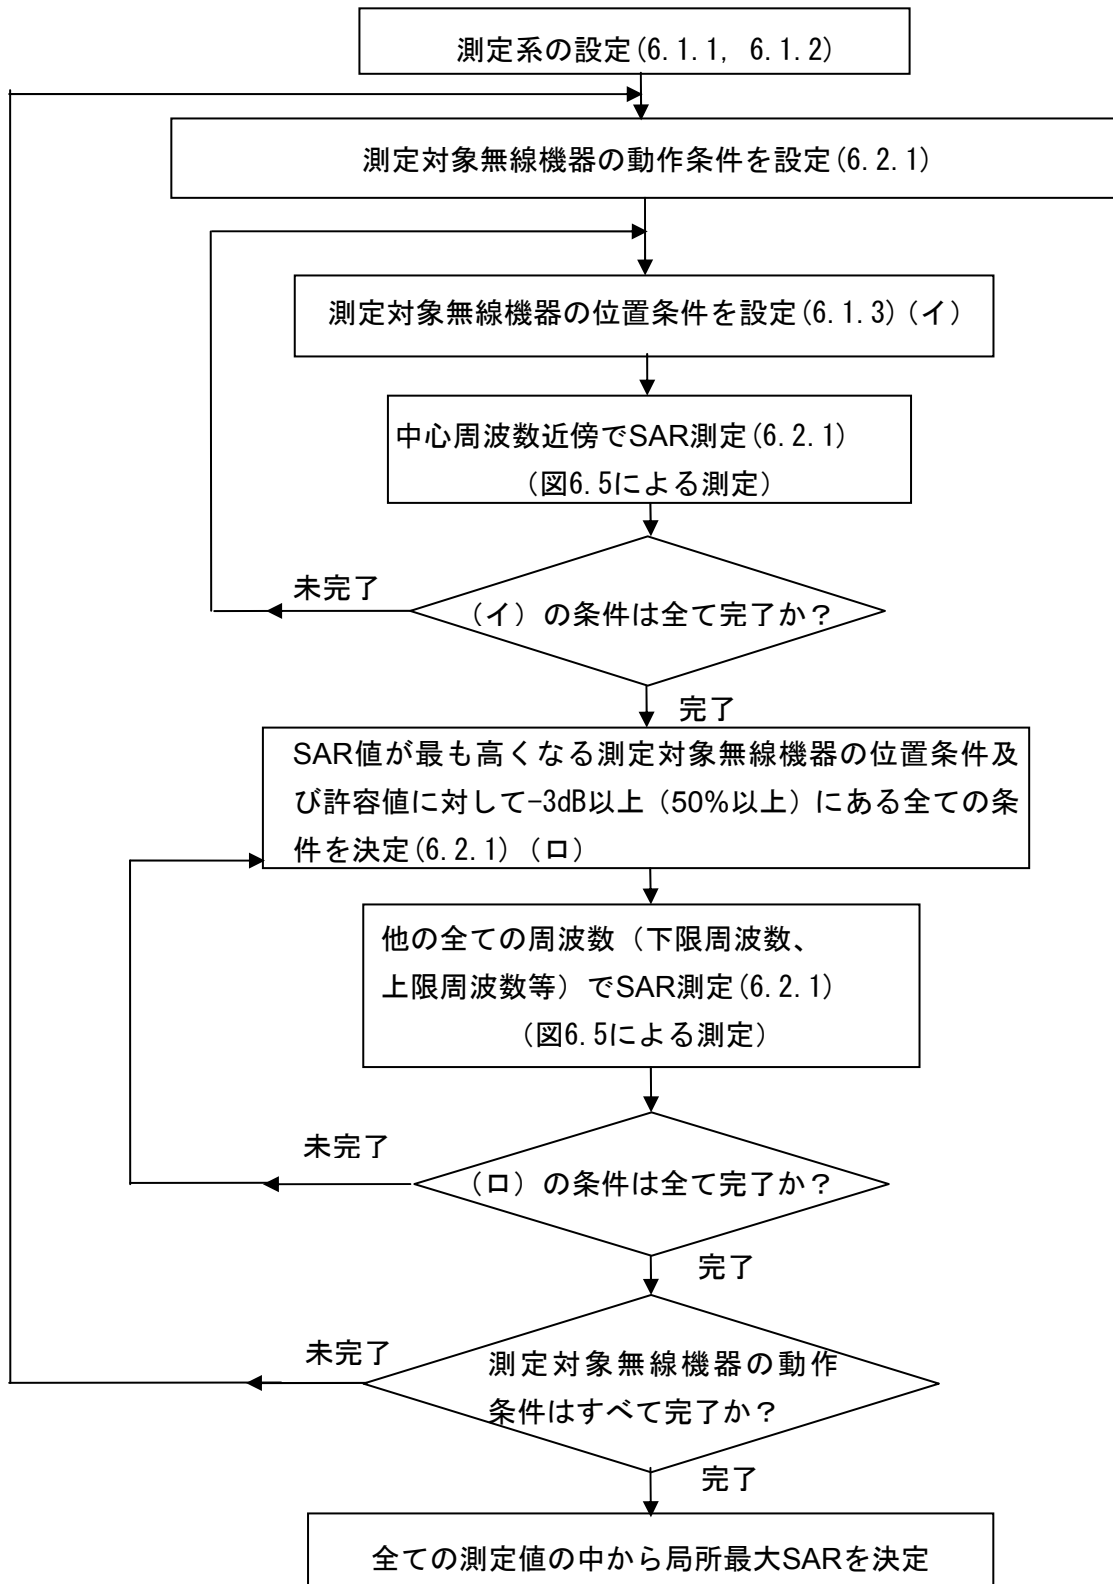 測定系の設定(6.1.1, 6.1.2)
測定対象無線機器の動作条件を設定(6.2.1)
測定対象無線機器の位置条件を設定(6.1.3)(イ)
中心周波数近傍でSAR測定(6.2.1)
(図6.5による測定)
未完了
(イ)の条件は全て完了か？
完了
SAR値が最も高くなる測定対象無線機器の位置条件及
び許容値に対して-3dB以上(50%以上)にある全ての条
件を決定(6.2.1)(ロ)
他の全ての周波数(下限周波数、
上限周波数等)でSAR測定(6.2.1)
(図6.5による測定)
未完了
(ロ)の条件は全て完了か？
完了
未完了
測定対象無線機器の動作
条件はすべて完了か？
完了
全ての測定値の中から局所最大SARを決定